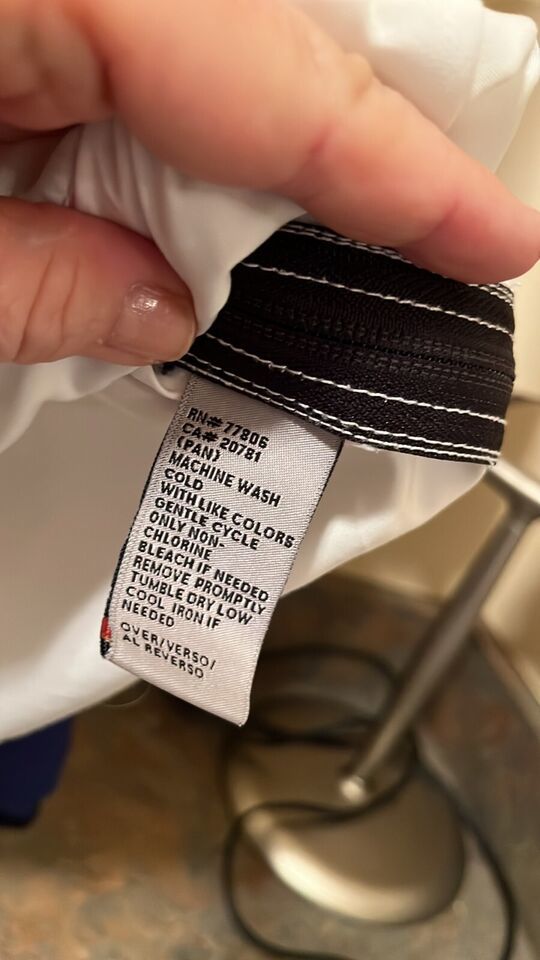 RN# 77806
CA# 20781
(PAN)
MACHINE WASH
COLD
WITH LIKE COLORS
GENTLE CYCLE
ONLY NON-
CHLORINE
BLEACH IF NEEDED
REMOVE PROMPTLY
TUMBLE DRY LOW
COOL IRON IF
NEEDED
OVER/VERSO/
AL REVERSO